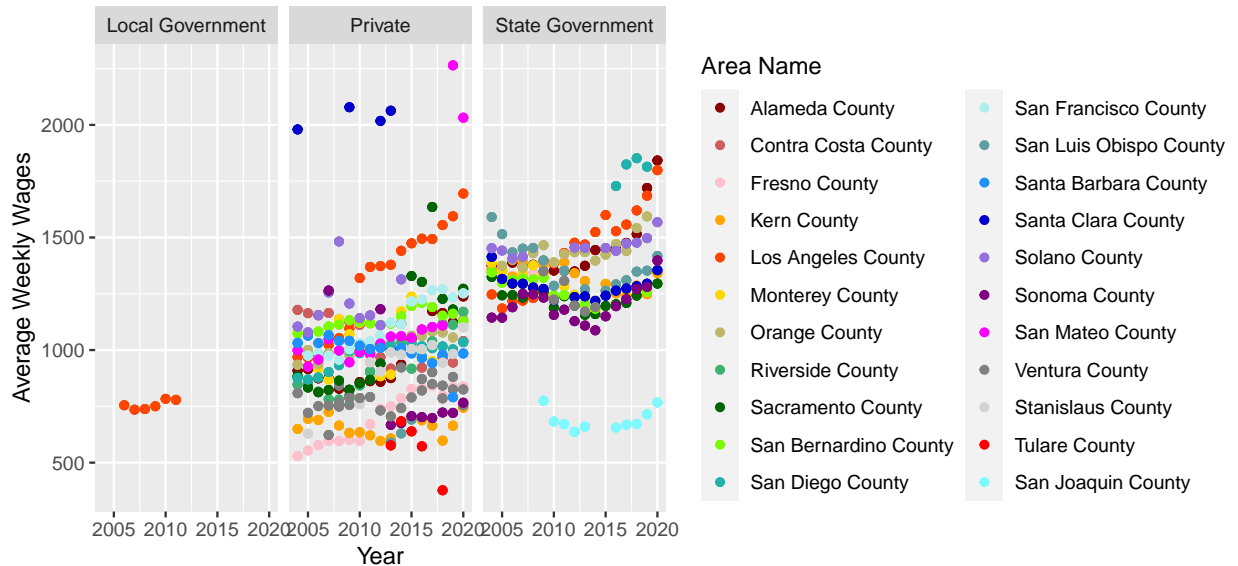 Local Government Private State Government
Average Weekly Wages
2000
1500
1000
500
2005 2010 2015 2020 2005 2010 2015 2020 2005 2010 2015 2020
Year
Area Name
Alameda County
Contra Costa County
Fresno County
Kern County
Los Angeles County
Monterey County
Orange County
Riverside County
Sacramento County
San Bernardino County
San Diego County
San Francisco County
San Luis Obispo County
Santa Barbara County
Santa Clara County
Solano County
Sonoma County
San Mateo County
Ventura County
Stanislaus County
Tulare County
San Joaquin County